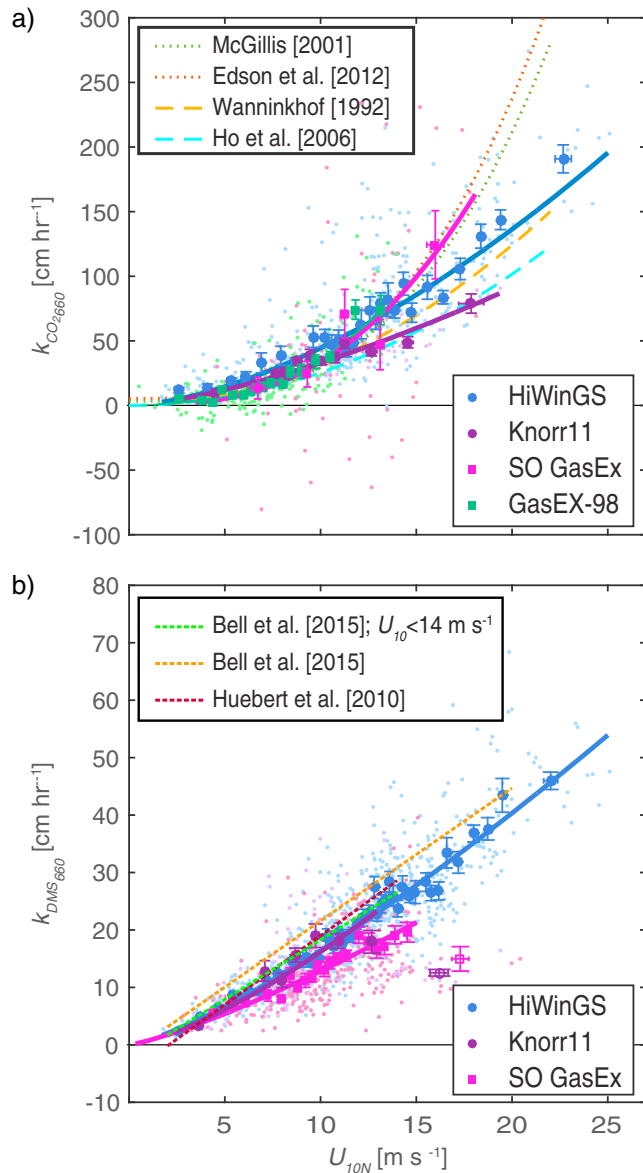 a)
300
250
200
150
100
50
0
-50
-100
k_CO₂660 [cm hr⁻¹]
McGillis [2001]
Edson et al. [2012]
Wanninkhof [1992]
Ho et al. [2006]
HiWinGS
Knorr11
SO GasEx
GasEX-98
b)
80
70
60
50
40
30
20
10
0
-10
k_DMS660 [cm hr⁻¹]
Bell et al. [2015]; U₁₀<14 m s⁻¹
Bell et al. [2015]
Huebert et al. [2010]
HiWinGS
Knorr11
SO GasEx
5 10 15 20 25
U₁₀N [m s⁻¹]